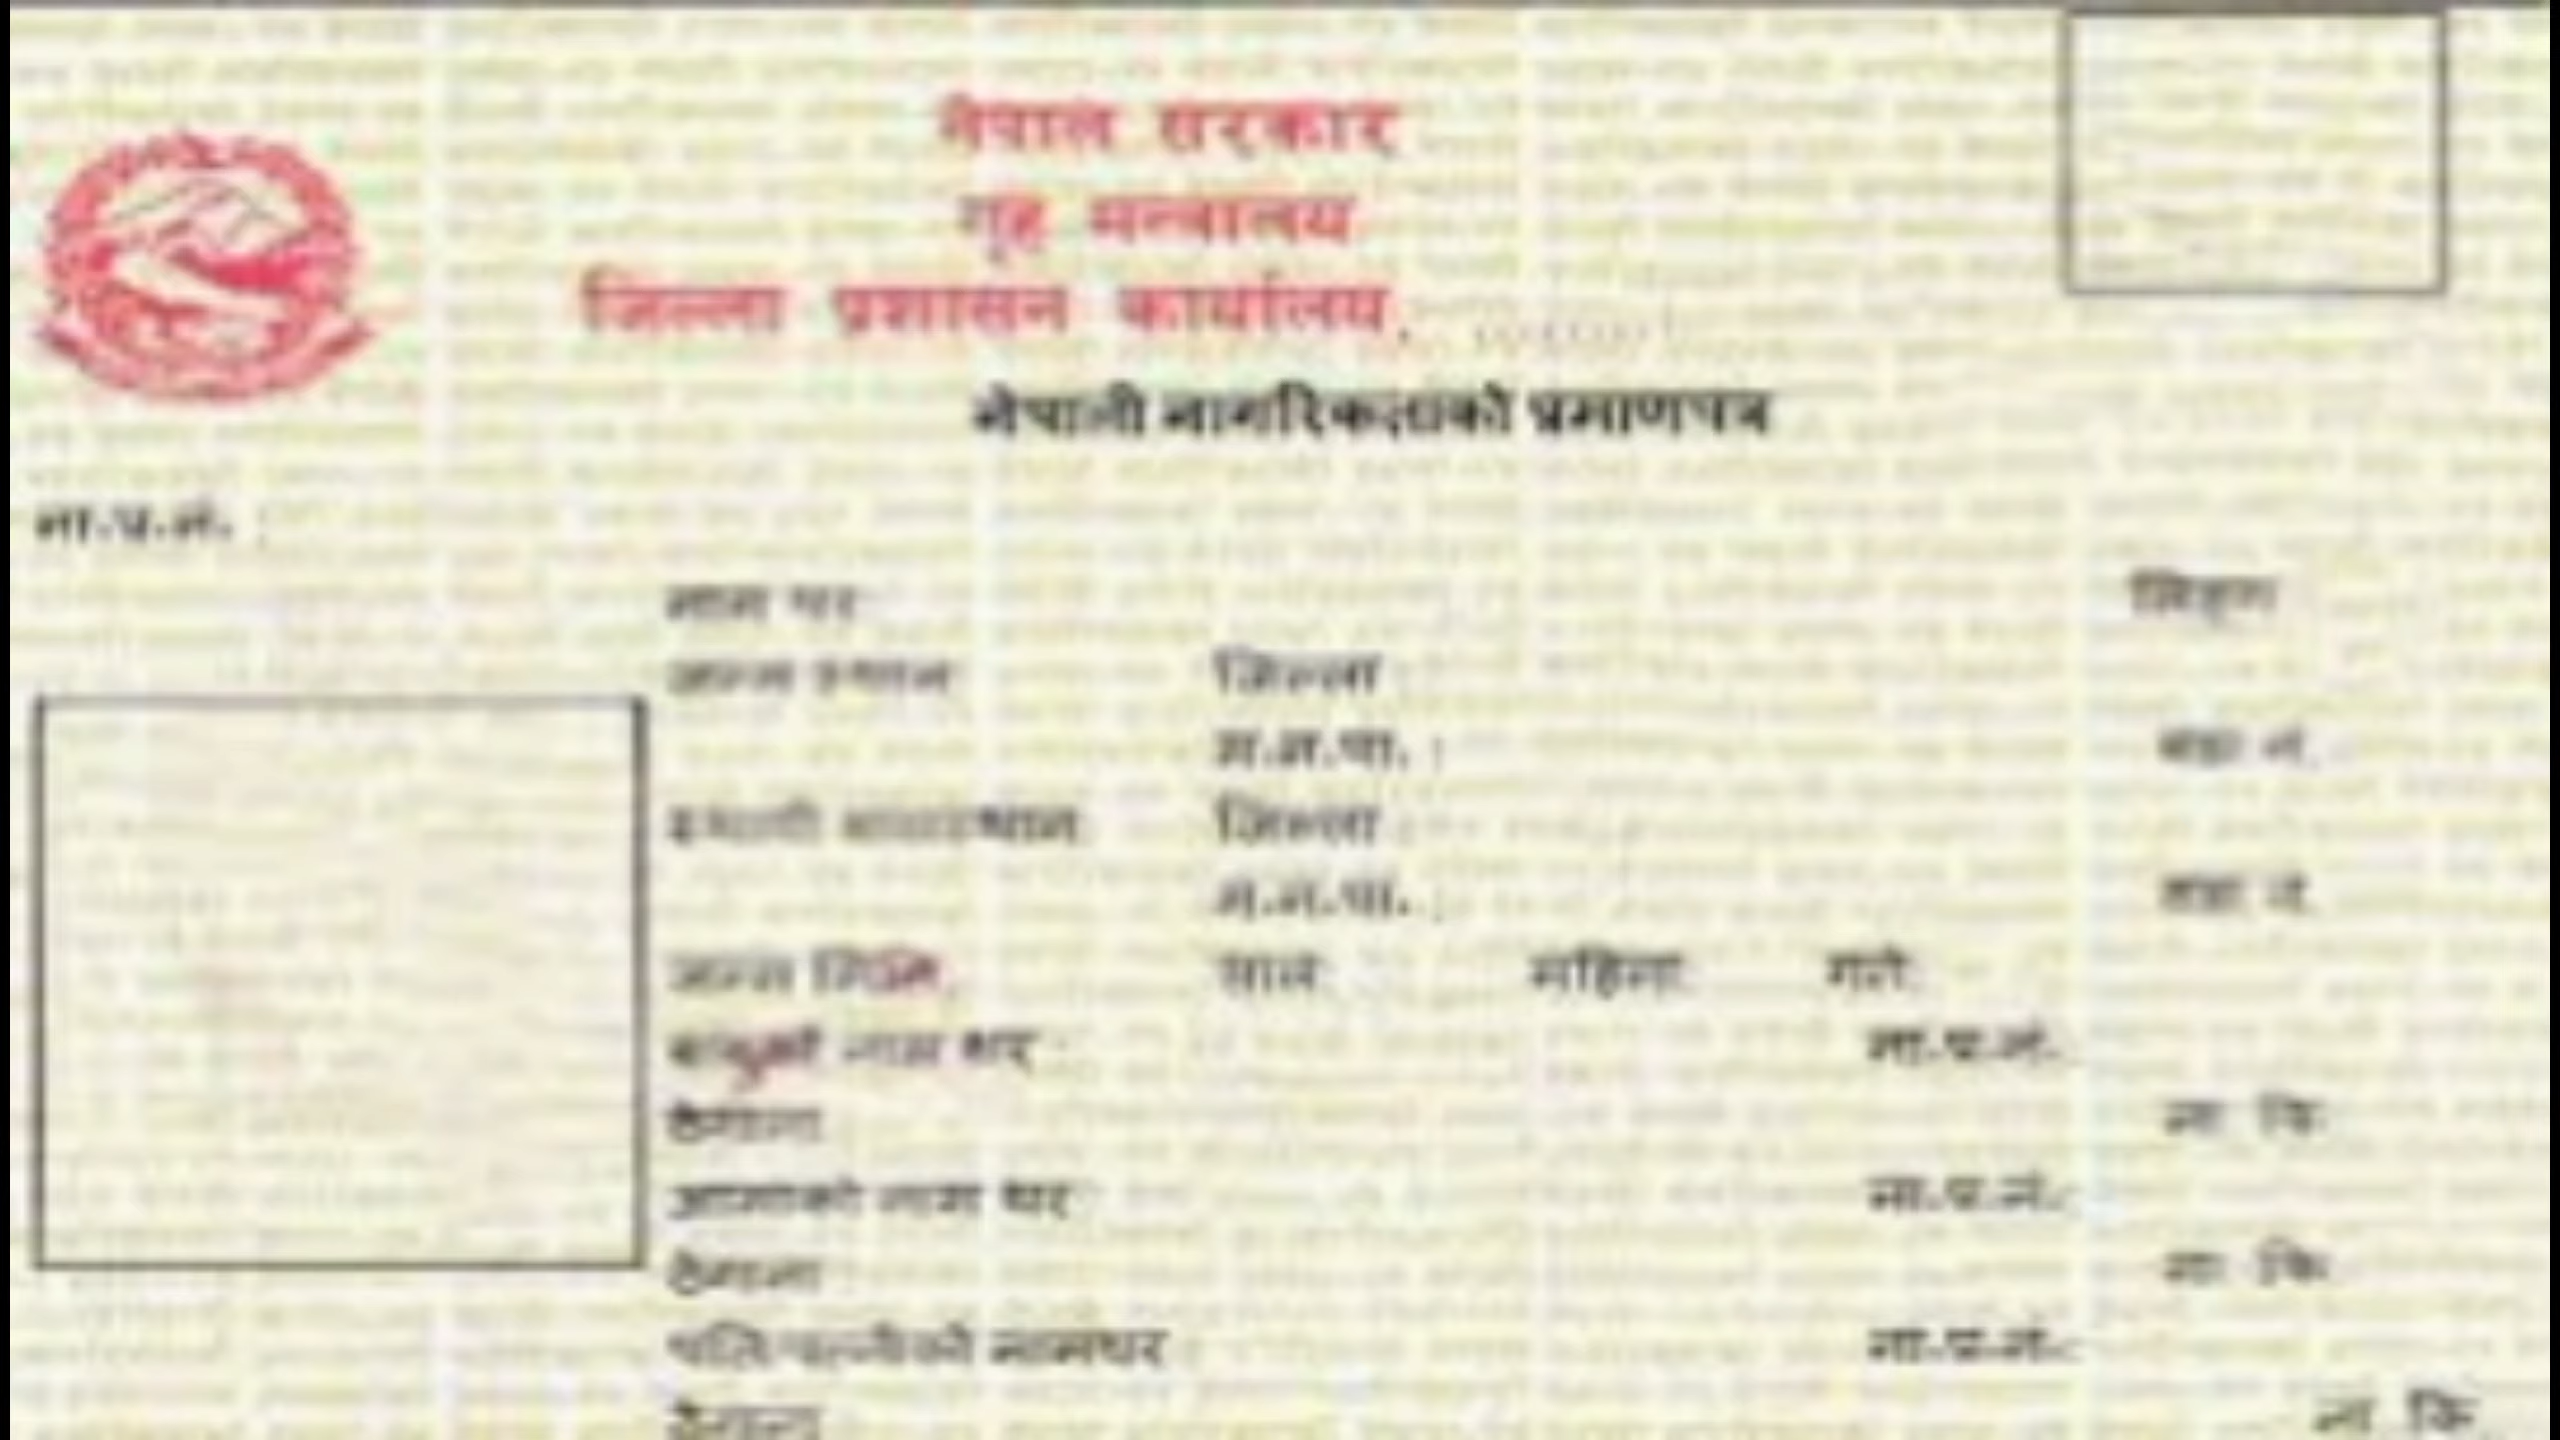 नेपाल सरकार
गृह मन्त्रालय
जिल्ला प्रशासन कार्यालय, ..........
नेपाली नागरिकताको प्रमाणपत्र
ना.प्र.नं. :
नाम थर लिङ्ग
जन्म स्थान जिल्ला :
न.पा. : वडा नं.
स्थायी बासस्थान जिल्ला :
न.पा. : वडा नं.
जन्म मिति साल महिना गते
बाबुको नाम थर ना.प्र.नं.
ठेगाना ना कि
आमाको नाम थर ना.प्र.नं.:
ठेगाना ना कि
पति/पत्नीको नामथर ना.प्र.नं.:
ठेगाना ना कि